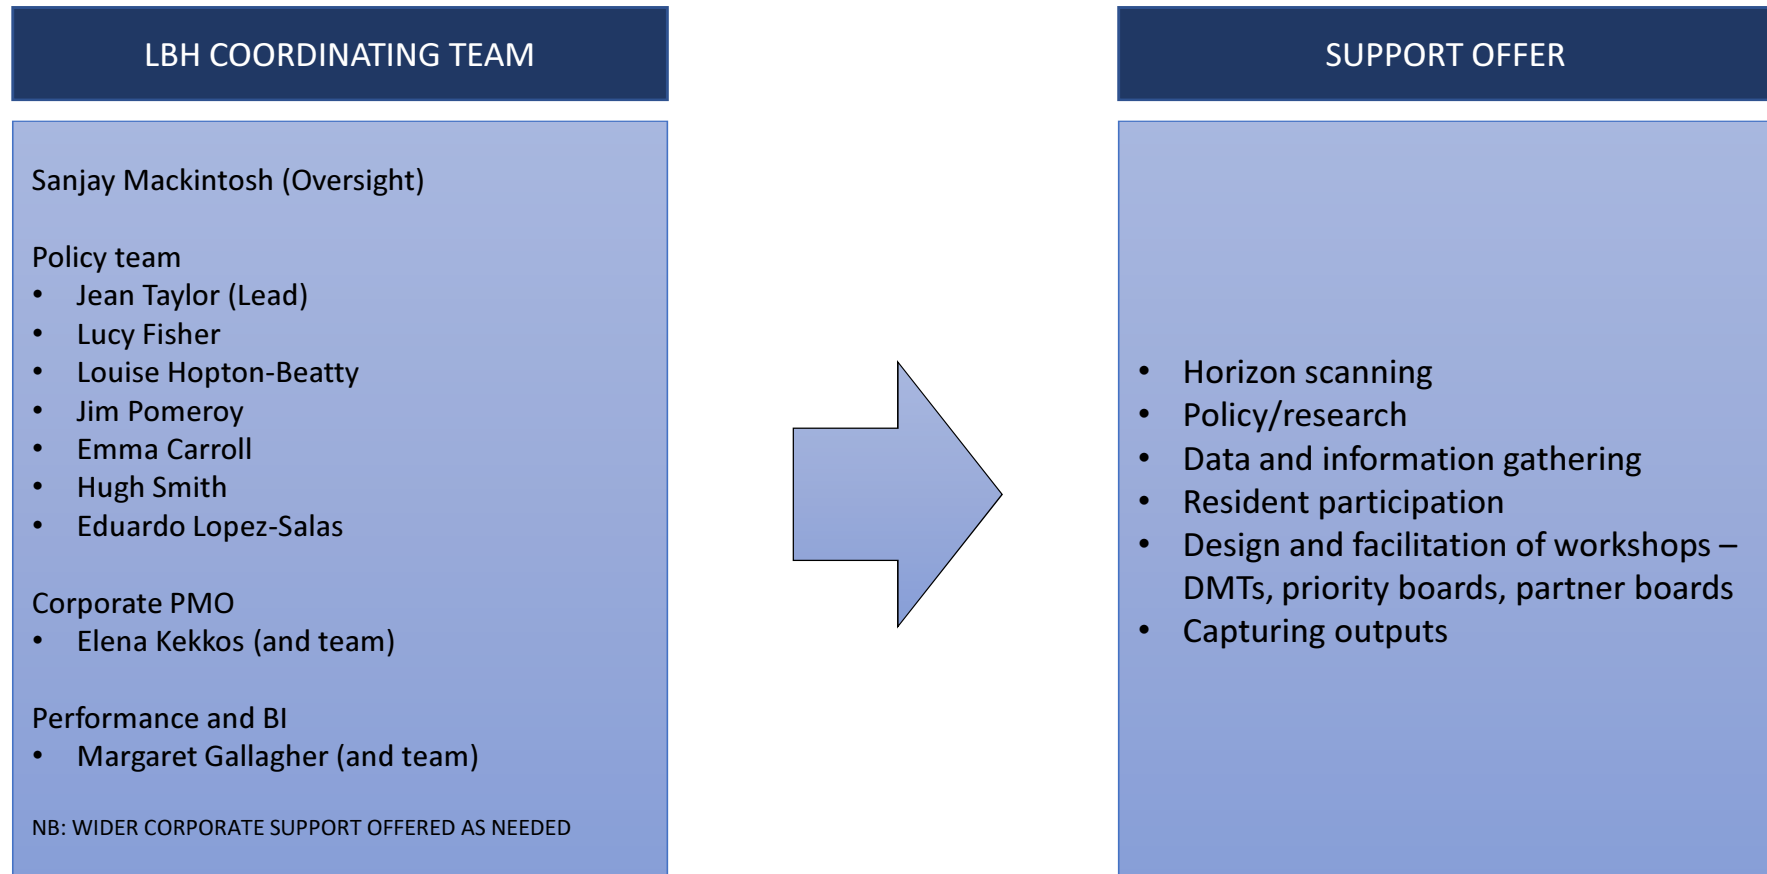 LBH COORDINATING TEAM
Sanjay Mackintosh (Oversight)
Policy team
• Jean Taylor (Lead)
• Lucy Fisher
• Louise Hopton-Beatty
• Jim Pomeroy
• Emma Carroll
• Hugh Smith
• Eduardo Lopez-Salas
Corporate PMO
• Elena Kekkos (and team)
Performance and BI
• Margaret Gallagher (and team)
NB: WIDER CORPORATE SUPPORT OFFERED AS NEEDED
SUPPORT OFFER
• Horizon scanning
• Policy/research
• Data and information gathering
• Resident participation
• Design and facilitation of workshops –
DMTs, priority boards, partner boards
• Capturing outputs